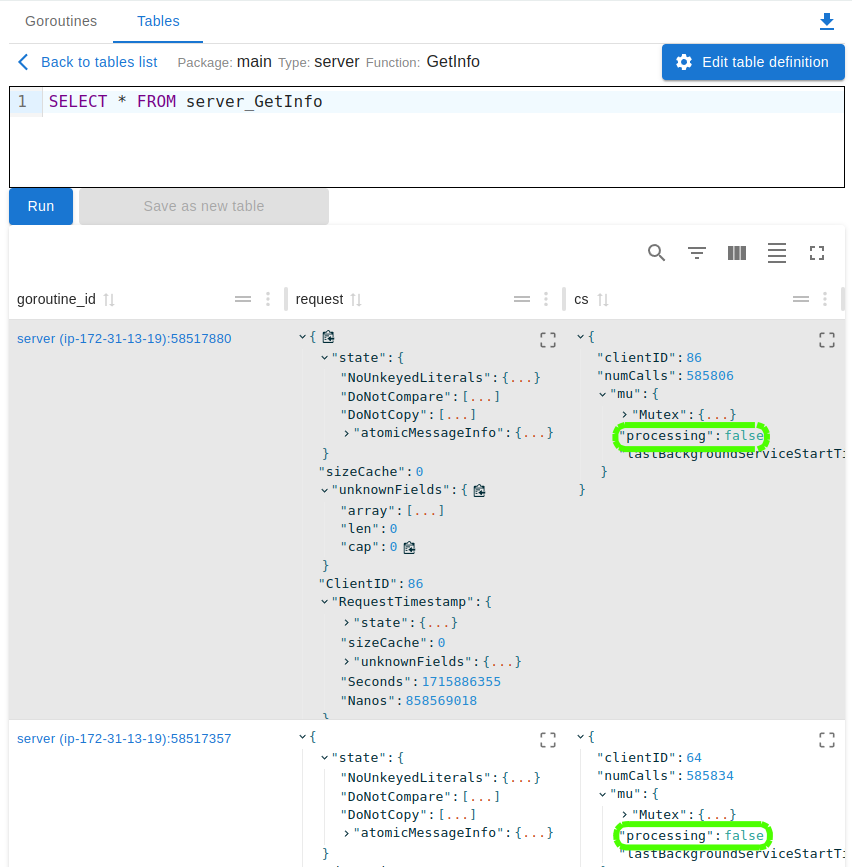 Goroutines Tables
Back to tables list Package: main Type: server Function: GetInfo Edit table definition
1 SELECT * FROM server_GetInfo
Run Save as new table
goroutine_id request cs
server (ip-172-31-13-19):58517880
{
"state":{
"NoUnkeyedLiterals":{...}
"DoNotCompare":[...]
"DoNotCopy":[...]
"atomicMessageInfo":{...}
}
"sizeCache":0
"unknownFields":{
"array":[...]
"len":0
"cap":0
}
"ClientID":86
"RequestTimestamp":{
"state":{...}
"sizeCache":0
"unknownFields":{...}
"Seconds":1715886355
"Nanos":858569018
}
{
"clientID":86
"numCalls":585806
"mu":{
"Mutex":{...}
"processing":false
"lastBackgroundServiceStartTi
}
}
server (ip-172-31-13-19):58517357
{
"state":{
"NoUnkeyedLiterals":{...}
"DoNotCompare":[...]
"DoNotCopy":[...]
"atomicMessageInfo":{...}
}
{
"clientID":64
"numCalls":585834
"mu":{
"Mutex":{...}
"processing":false
"lastBackgroundServiceStartTi